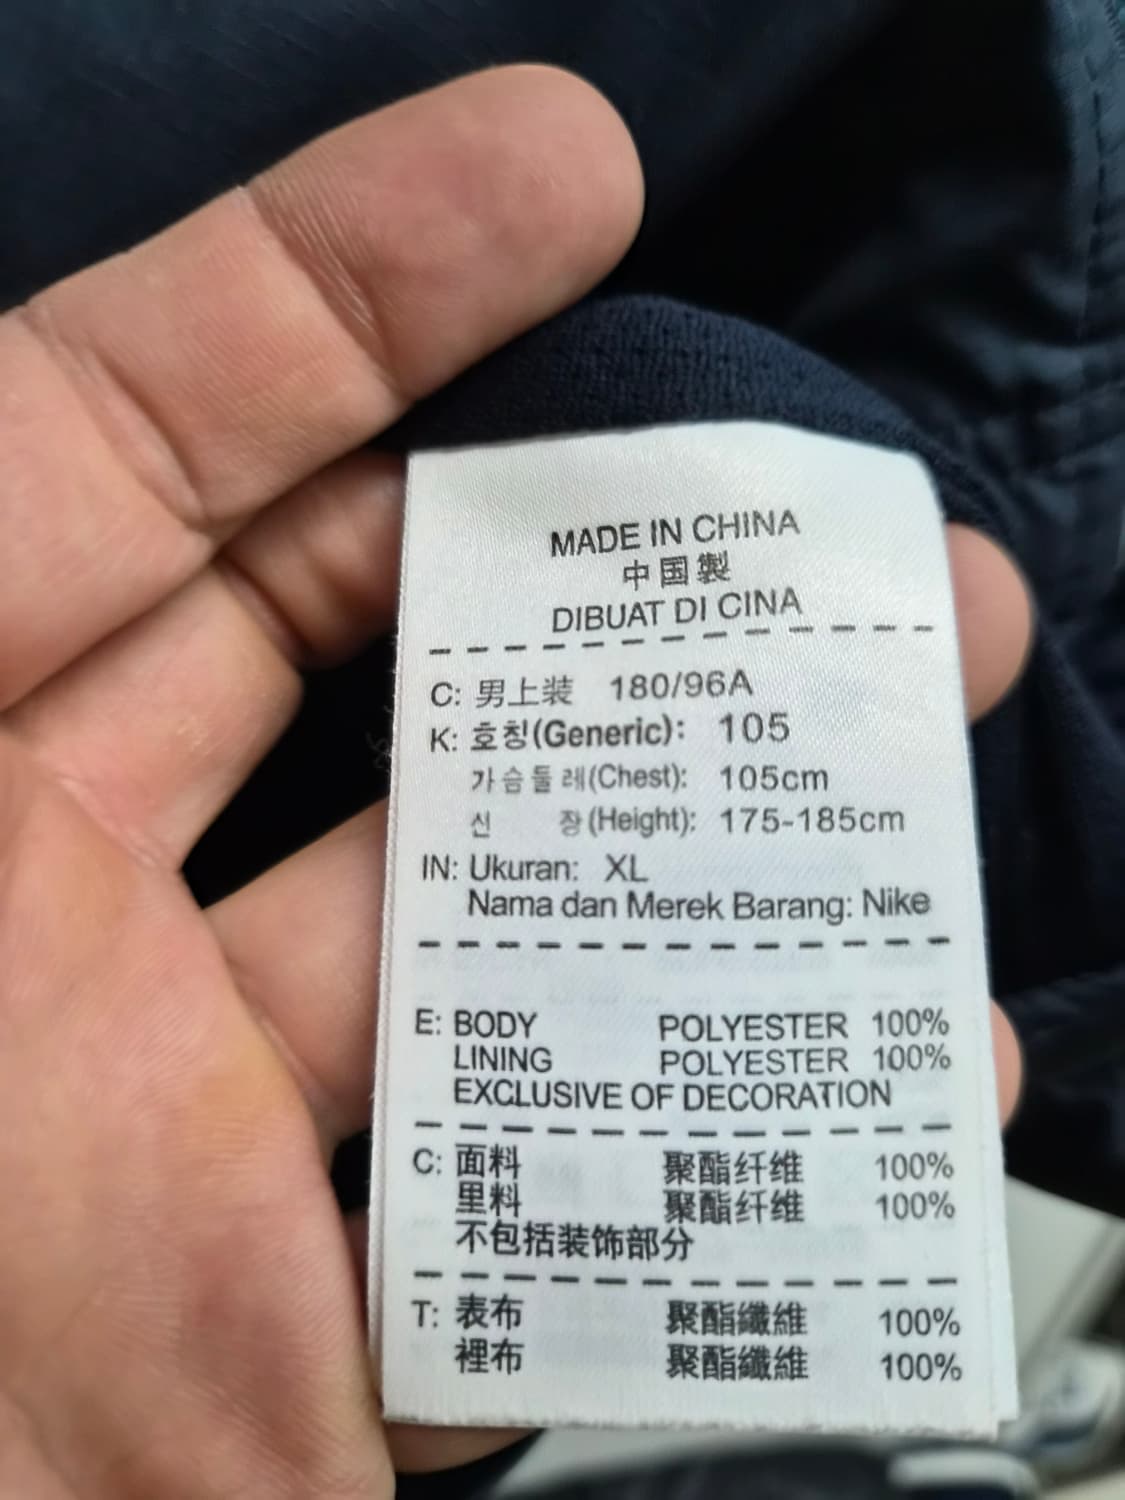 MADE IN CHINA
中国製
DIBUAT DI CINA
C: 男上装 180/96A
K: 호칭(Generic): 105
가슴둘레(Chest): 105cm
신 장(Height): 175-185cm
IN: Ukuran: XL
Nama dan Merek Barang: Nike
E: BODY POLYESTER 100%
LINING POLYESTER 100%
EXCLUSIVE OF DECORATION
C: 面料 聚酯纤维 100%
里料 聚酯纤维 100%
不包括装饰部分
T: 表布 聚酯纖維 100%
裡布 聚酯纖維 100%